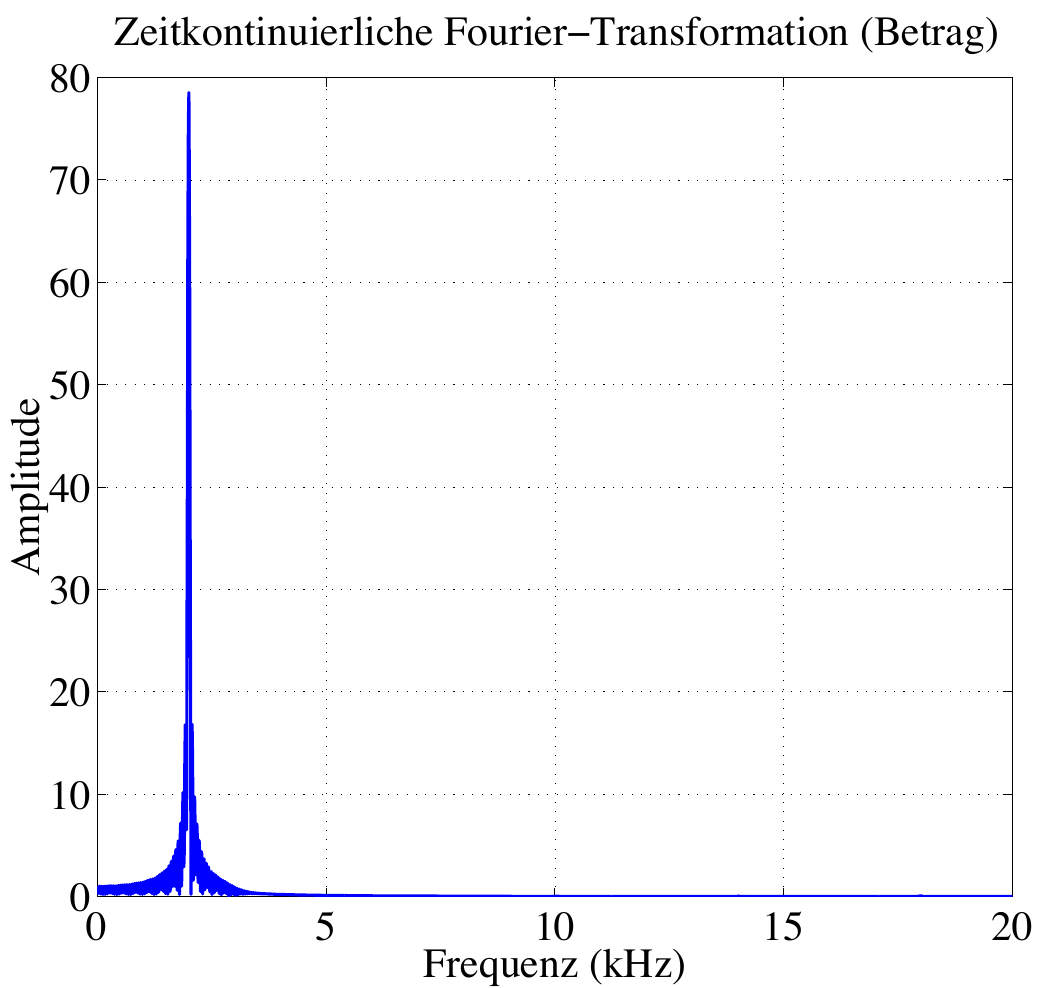 Zeitkontinuierliche Fourier−Transformation (Betrag)
80
70
60
50
40
30
20
10
0
Amplitude
0 5 10 15 20
Frequenz (kHz)